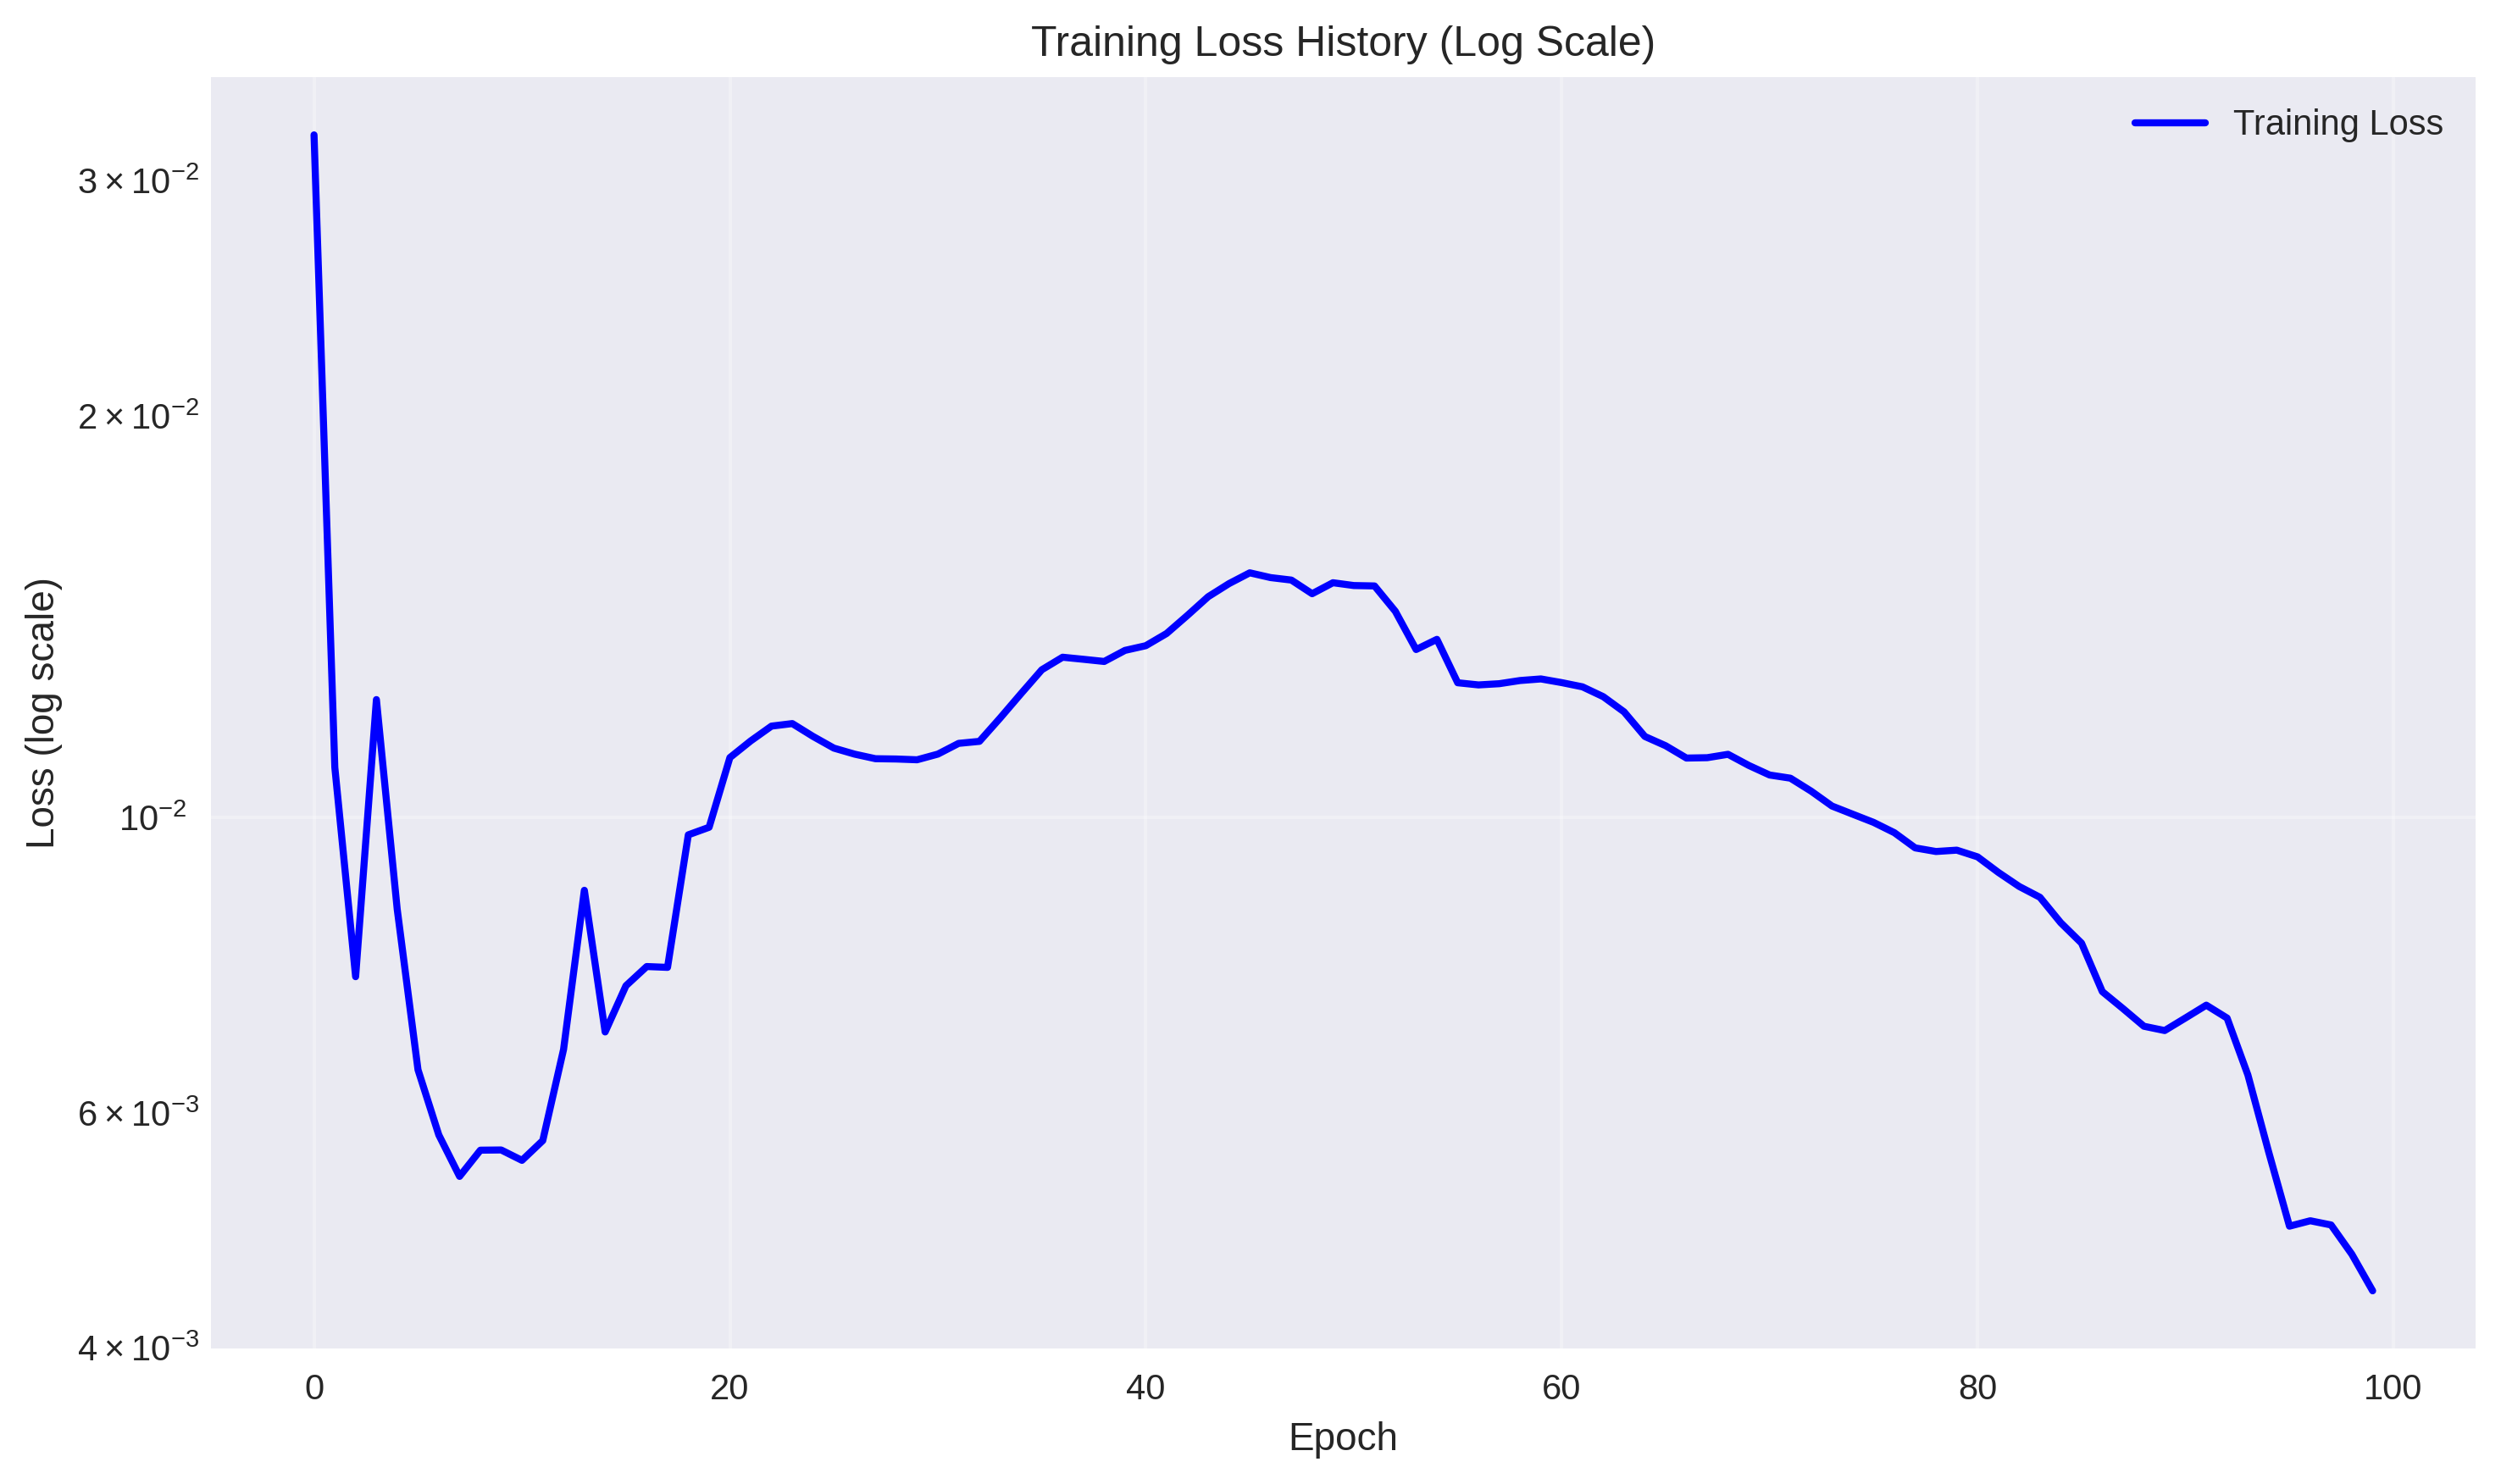 Training Loss History (Log Scale)
Training Loss
3 × 10⁻²
2 × 10⁻²
10⁻²
6 × 10⁻³
4 × 10⁻³
Loss (log scale)
0 20 40 60 80 100
Epoch